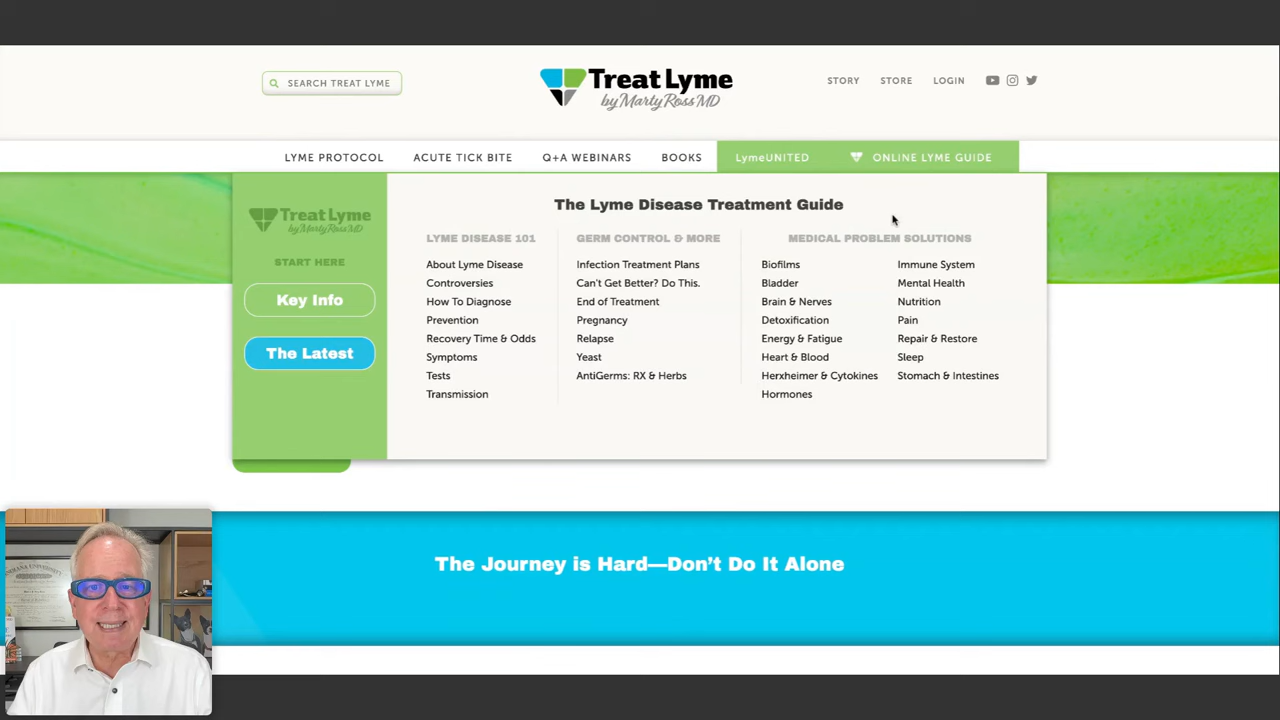 SEARCH TREAT LYME
Treat Lyme
by Marty Ross MD
STORY
STORE
LOGIN
LYME PROTOCOL
ACUTE TICK BITE
Q+A WEBINARS
BOOKS
LymeUNITED
ONLINE LYME GUIDE
Treat Lyme
by Marty Ross MD
START HERE
Key Info
The Latest
The Lyme Disease Treatment Guide
LYME DISEASE 101
About Lyme Disease
Controversies
How To Diagnose
Prevention
Recovery Time & Odds
Symptoms
Tests
Transmission
GERM CONTROL & MORE
Infection Treatment Plans
Can't Get Better? Do This.
End of Treatment
Pregnancy
Relapse
Yeast
AntiGerms: RX & Herbs
MEDICAL PROBLEM SOLUTIONS
Biofilms
Bladder
Brain & Nerves
Detoxification
Energy & Fatigue
Heart & Blood
Herxheimer & Cytokines
Hormones
Immune System
Mental Health
Nutrition
Pain
Repair & Restore
Sleep
Stomach & Intestines
The Journey is Hard—Don't Do It Alone